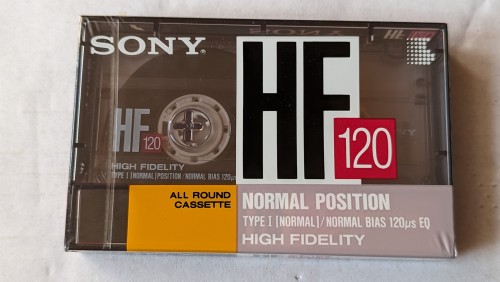 SONY
HF
120
HIGH FIDELITY
TYPE I [NORMAL] POSITION/NORMAL BIAS 120µs
HF
120
ALL ROUND
CASSETTE
NORMAL POSITION
TYPE I [NORMAL]/NORMAL BIAS 120µs EQ
HIGH FIDELITY